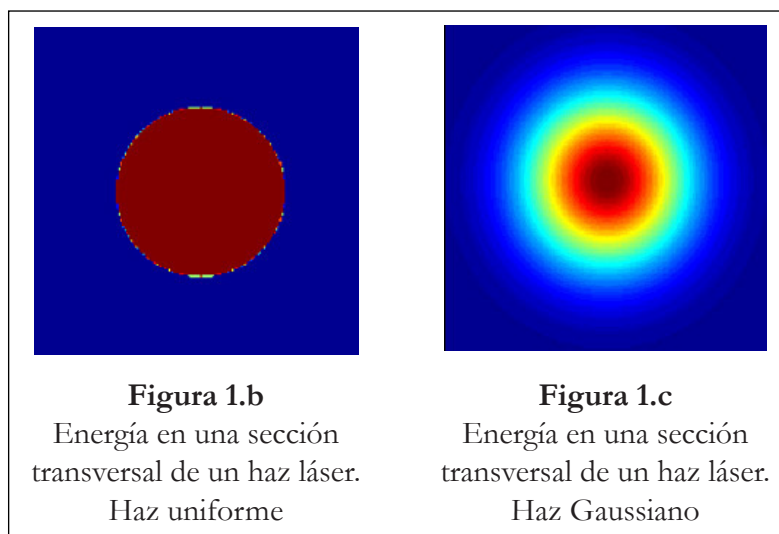 Figura 1.b
Energía en una sección
transversal de un haz láser.
Haz uniforme
Figura 1.c
Energía en una sección
transversal de un haz láser.
Haz Gaussiano